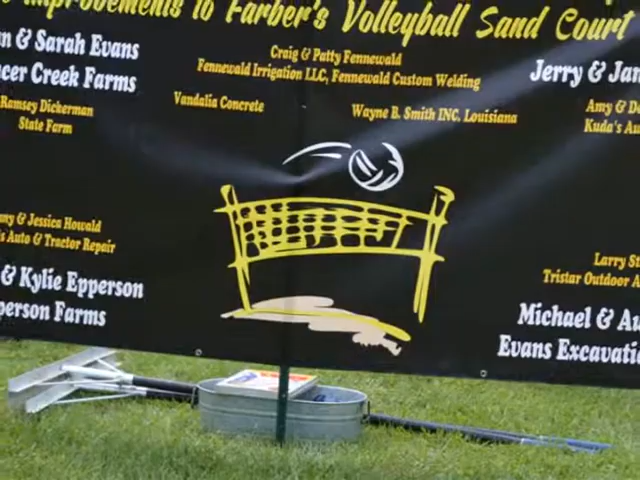 Improvements to Farber's Volleyball Sand Court
n & Sarah Evans
cer Creek Farms
Craig & Patty Fennewald
Fennewald Irrigation LLC, Fennewald Custom Welding
Jerry & Jan
Ramsey Dickerman
State Farm
Vandalia Concrete
Wayne B. Smith INC. Louisiana
Amy & D
Kuda's Au
ny & Jessica Howald
s Auto & Tractor Repair
& Kylie Epperson
person Farms
Larry St
Tristar Outdoor A
Michael & Au
Evans Excavati